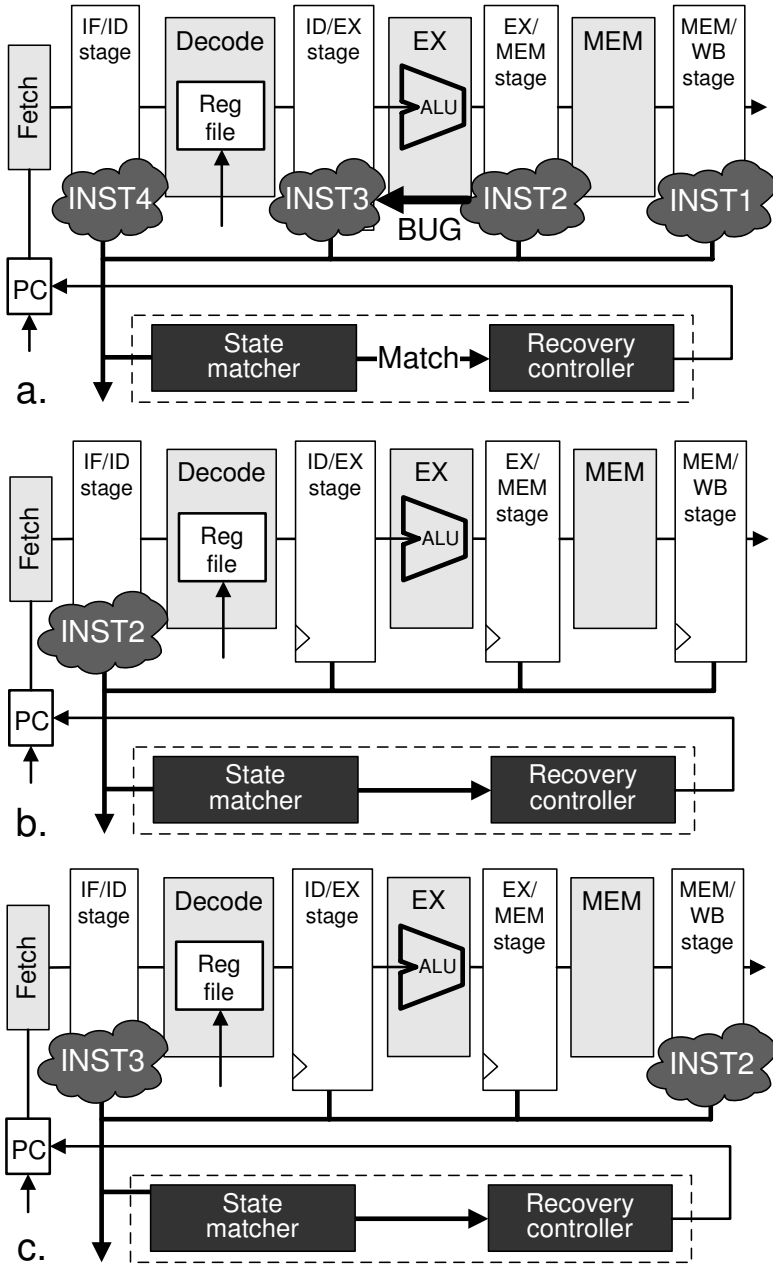 IF/ID
stage
Decode
ID/EX
stage
EX
EX/
MEM
stage
MEM
MEM/
WB
stage
Fetch
Reg
file
ALU
INST4
INST3
BUG
INST2
INST1
PC
State
matcher
Match
Recovery
controller
a.
IF/ID
stage
Decode
ID/EX
stage
EX
EX/
MEM
stage
MEM
MEM/
WB
stage
Fetch
Reg
file
ALU
INST2
PC
State
matcher
Recovery
controller
b.
IF/ID
stage
Decode
ID/EX
stage
EX
EX/
MEM
stage
MEM
MEM/
WB
stage
Fetch
Reg
file
ALU
INST3
INST2
PC
State
matcher
Recovery
controller
c.